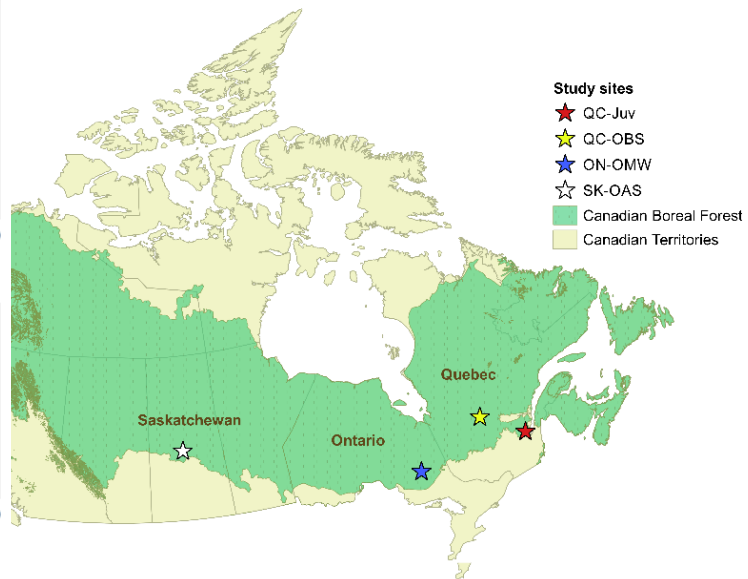 Study sites
QC-Juv
QC-OBS
ON-OMW
SK-OAS
Canadian Boreal Forest
Canadian Territories
Quebec
Saskatchewan
Ontario